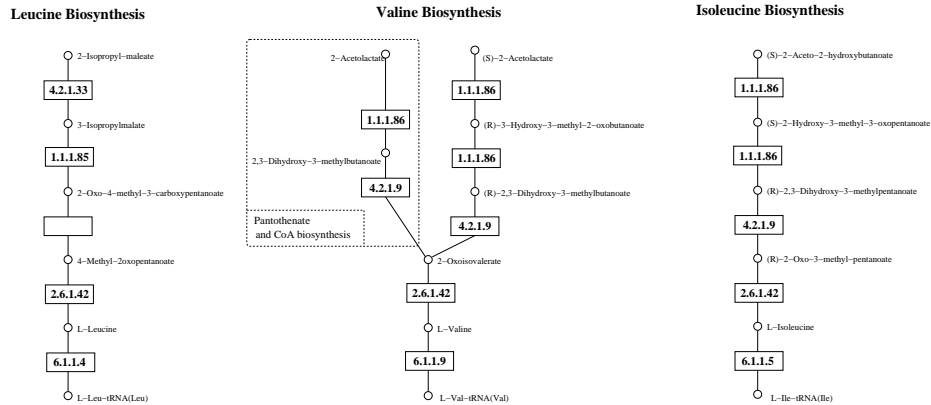 Leucine Biosynthesis
2−Isopropyl−maleate
4.2.1.33
3−Isopropylmalate
1.1.1.85
2−Oxo−4−methyl−3−carboxypentanoate
4−Methyl−2oxopentanoate
2.6.1.42
L−Leucine
6.1.1.4
L−Leu−tRNA(Leu)
Valine Biosynthesis
2−Acetolactate
1.1.1.86
2,3−Dihydroxy−3−methylbutanoate
4.2.1.9
Pantothenate
and CoA biosynthesis
(S)−2−Acetolactate
1.1.1.86
(R)−3−Hydroxy−3−methyl−2−oxobutanoate
1.1.1.86
(R)−2,3−Dihydroxy−3−methylbutanoate
4.2.1.9
2−Oxoisovalerate
2.6.1.42
L−Valine
6.1.1.9
L−Val−tRNA(Val)
Isoleucine Biosynthesis
(S)−2−Aceto−2−hydroxybutanoate
1.1.1.86
(S)−2−Hydroxy−3−methyl−3−oxopentanoate
1.1.1.86
(R)−2,3−Dihydroxy−3−methylpentanoate
4.2.1.9
(R)−2−Oxo−3−methyl−pentanoate
2.6.1.42
L−Isoleucine
6.1.1.5
L−Ile−tRNA(Ile)